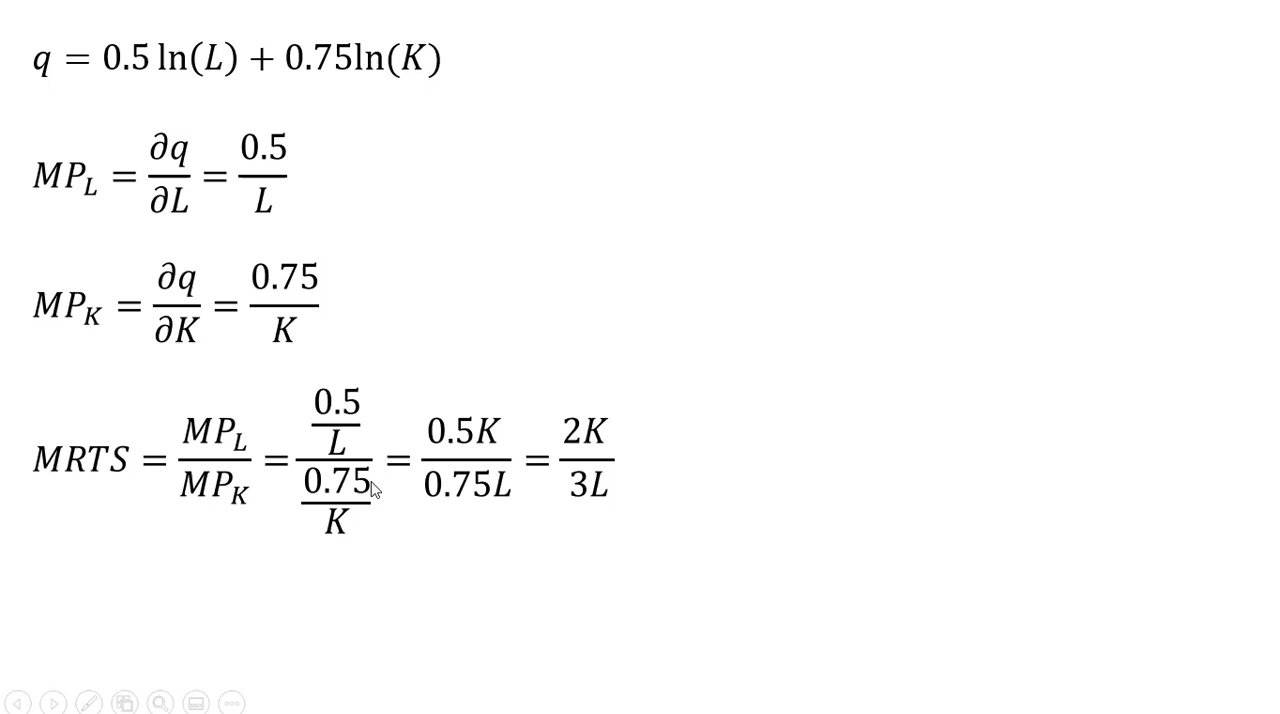 q = 0.5 ln(L) + 0.75ln(K)
MP_L = ∂q/∂L = 0.5/L
MP_K = ∂q/∂K = 0.75/K
MRTS = MP_L/MP_K = (0.5/L)/(0.75/K) = 0.5K/0.75L = 2K/3L